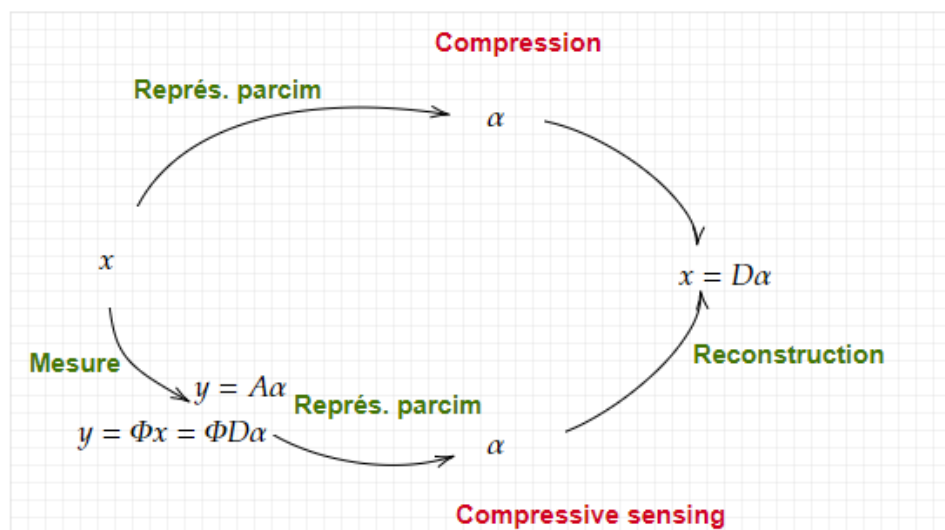 Compression
Représ. parcim
α
x
x = Dα
Mesure
Reconstruction
y = Aα
Représ. parcim
y = Φx = ΦDα
α
Compressive sensing